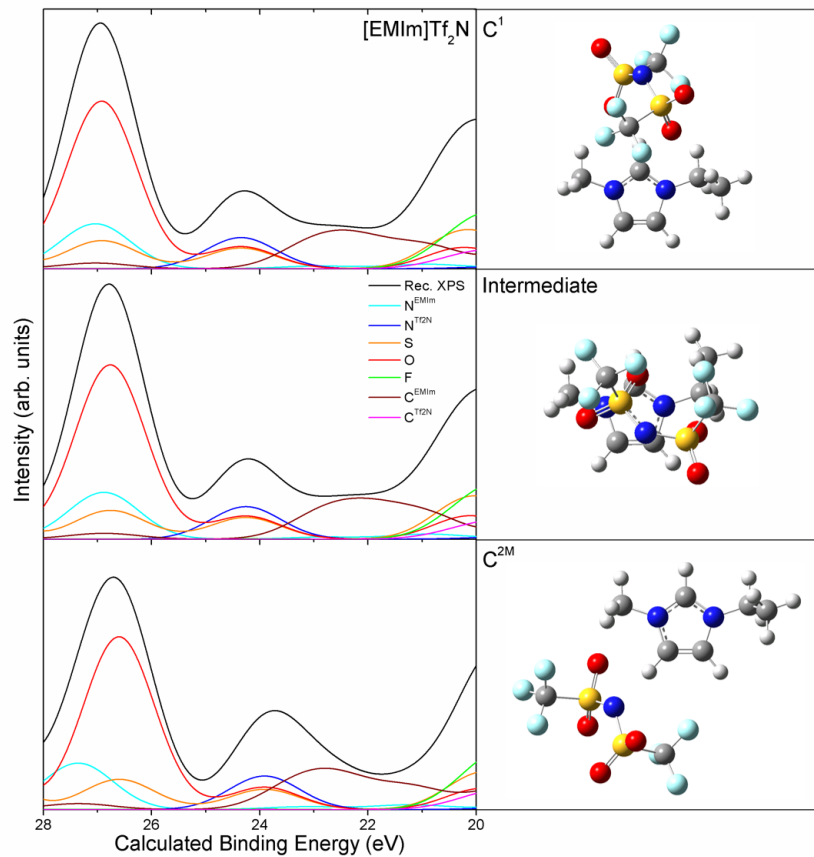 [EMIm]Tf₂N
C¹
Intermediate
C²ᴹ
Rec. XPS
Nᴱᴹᴵᵐ
Nᵀᶠ²ᴺ
S
O
F
Cᴱᴹᴵᵐ
Cᵀᶠ²ᴺ
Intensity (arb. units)
28 26 24 22 20
Calculated Binding Energy (eV)